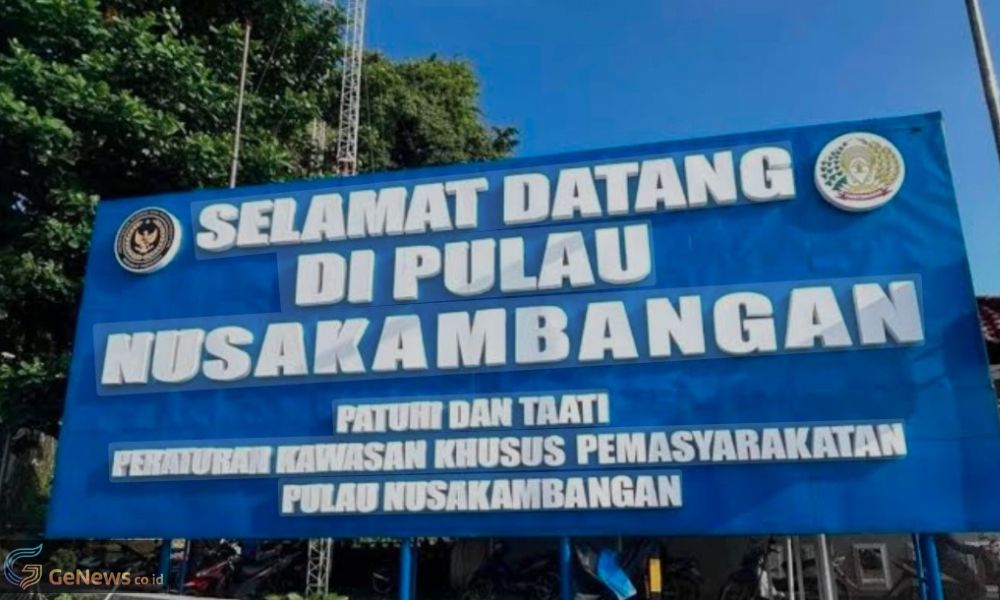 SELAMAT DATANG
DI PULAU
NUSAKAMBANGAN
PATUHI DAN TAATI
PERATURAN KAWASAN KHUSUS PEMASYARAKATAN
PULAU NUSAKAMBANGAN
GeNews.co.id